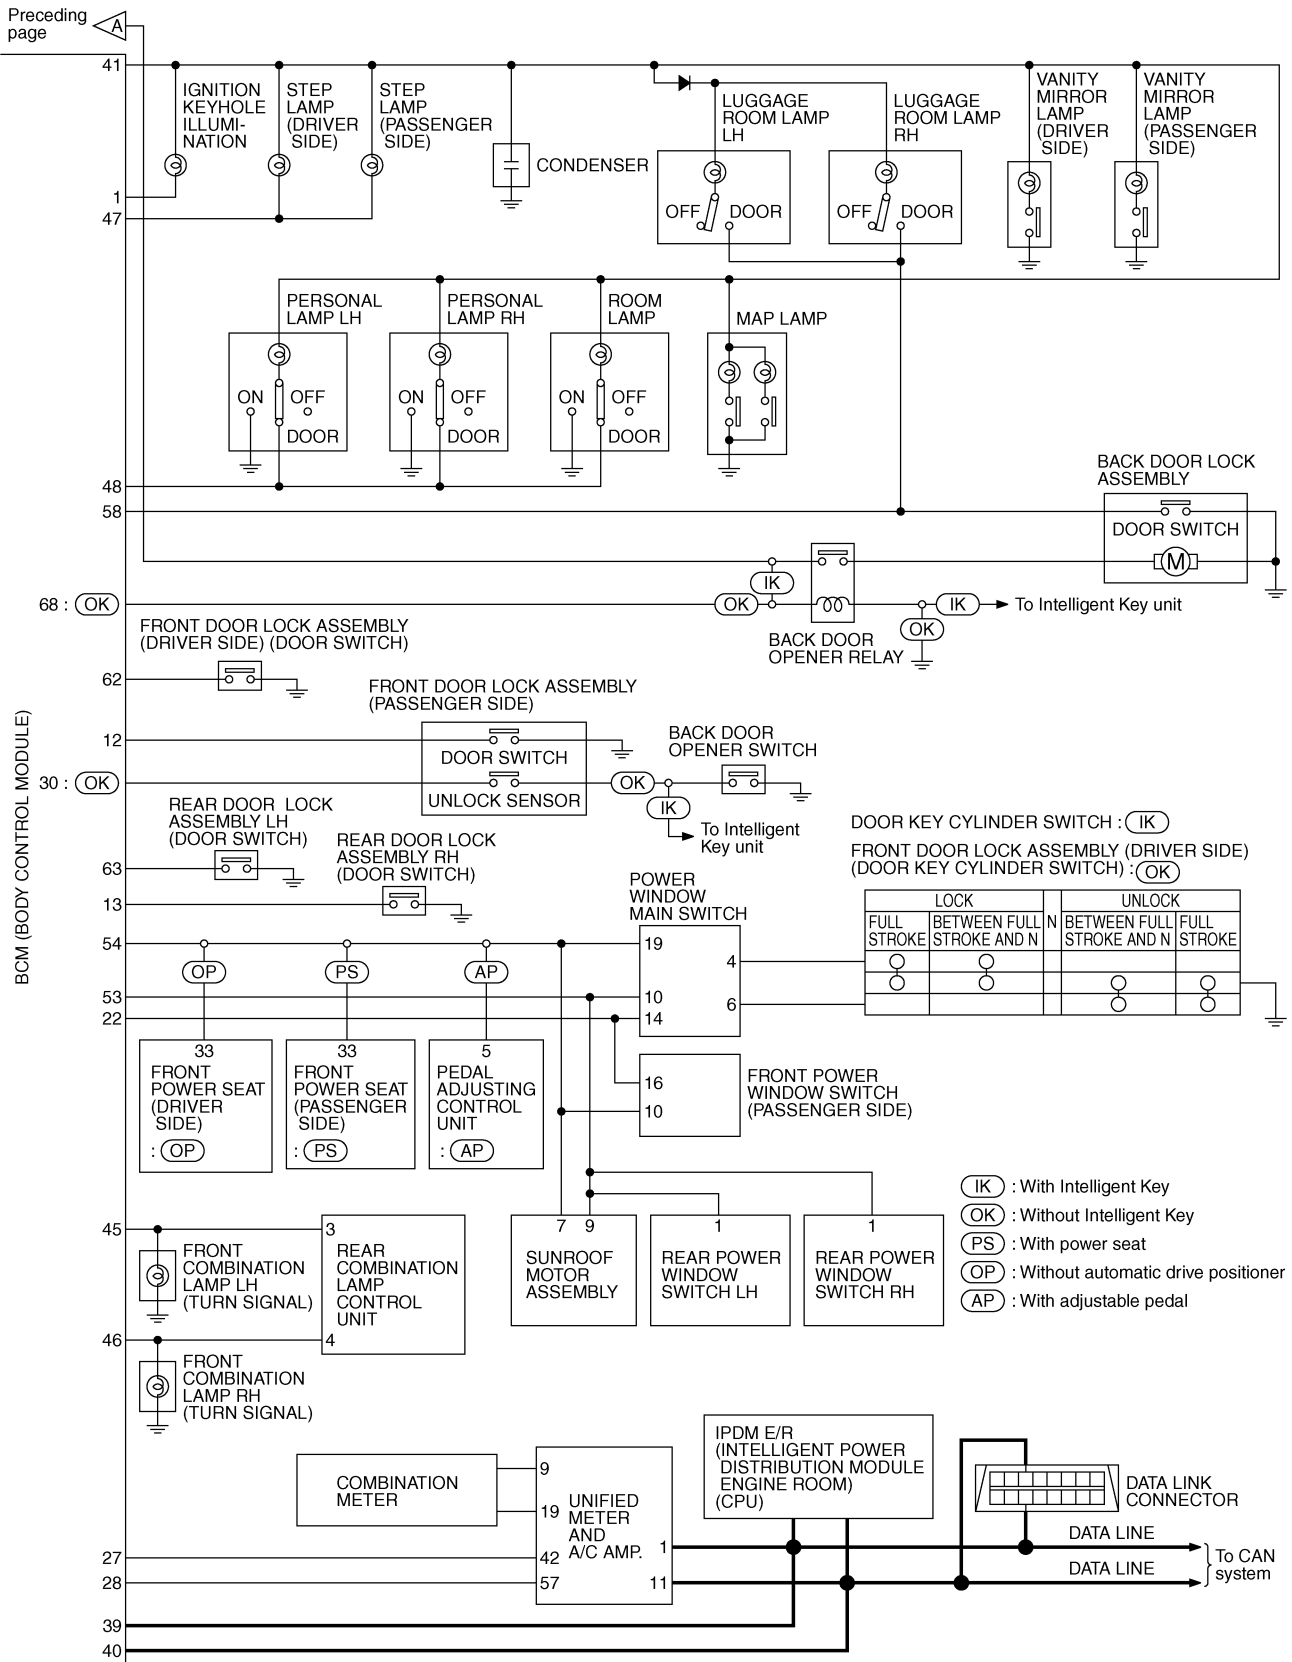 Preceding
page
A
41
IGNITION
KEYHOLE
ILLUMI-
NATION
STEP
LAMP
(DRIVER
SIDE)
STEP
LAMP
(PASSENGER
SIDE)
CONDENSER
LUGGAGE
ROOM LAMP
LH
OFF
DOOR
LUGGAGE
ROOM LAMP
RH
OFF
DOOR
VANITY
MIRROR
LAMP
(DRIVER
SIDE)
VANITY
MIRROR
LAMP
(PASSENGER
SIDE)
1
47
PERSONAL
LAMP LH
ON
OFF
DOOR
PERSONAL
LAMP RH
ON
OFF
DOOR
ROOM
LAMP
ON
OFF
DOOR
MAP LAMP
48
58
BACK DOOR LOCK
ASSEMBLY
DOOR SWITCH
M
IK
68 : OK
OK
IK
To Intelligent Key unit
OK
BACK DOOR
OPENER RELAY
FRONT DOOR LOCK ASSEMBLY
(DRIVER SIDE) (DOOR SWITCH)
62
FRONT DOOR LOCK ASSEMBLY
(PASSENGER SIDE)
12
DOOR SWITCH
BACK DOOR
OPENER SWITCH
30 : OK
UNLOCK SENSOR
OK
IK
To Intelligent
Key unit
BCM (BODY CONTROL MODULE)
REAR DOOR LOCK
ASSEMBLY LH
(DOOR SWITCH)
63
REAR DOOR LOCK
ASSEMBLY RH
(DOOR SWITCH)
13
DOOR KEY CYLINDER SWITCH : IK
FRONT DOOR LOCK ASSEMBLY (DRIVER SIDE)
(DOOR KEY CYLINDER SWITCH) : OK
LOCK
N
UNLOCK
FULL
STROKE
BETWEEN FULL
STROKE AND N
BETWEEN FULL
STROKE AND N
FULL
STROKE
POWER
WINDOW
MAIN SWITCH
54
19
4
53
10
6
22
14
OP
PS
AP
33
FRONT
POWER SEAT
(DRIVER
SIDE)
: OP
33
FRONT
POWER SEAT
(PASSENGER
SIDE)
: PS
5
PEDAL
ADJUSTING
CONTROL
UNIT
: AP
16
10
FRONT POWER
WINDOW SWITCH
(PASSENGER SIDE)
IK : With Intelligent Key
OK : Without Intelligent Key
PS : With power seat
OP : Without automatic drive positioner
AP : With adjustable pedal
7 9
SUNROOF
MOTOR
ASSEMBLY
1
REAR POWER
WINDOW
SWITCH LH
1
REAR POWER
WINDOW
SWITCH RH
45
3
FRONT
COMBINATION
LAMP LH
(TURN SIGNAL)
REAR
COMBINATION
LAMP
CONTROL
UNIT
46
4
FRONT
COMBINATION
LAMP RH
(TURN SIGNAL)
COMBINATION
METER
9
19
UNIFIED
METER
AND
A/C AMP.
42
57
1
11
IPDM E/R
(INTELLIGENT POWER
DISTRIBUTION MODULE
ENGINE ROOM)
(CPU)
DATA LINK
CONNECTOR
DATA LINE
DATA LINE
To CAN
system
27
28
39
40